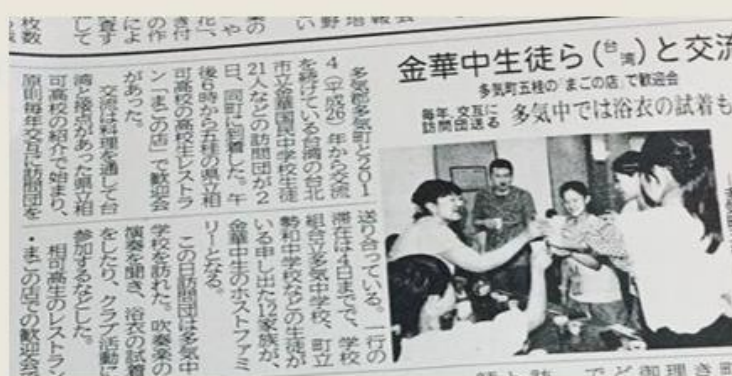 金華中生徒ら(台湾)と交流
多気町五桂の「まごの店」で歓迎会
毎年、交互に
訪問団送る
多気中では浴衣の試着も
多気郡多気町と201
4（平成26）年から交流
を続けている台湾の台北
市立金華国民中学校生徒
21人などの訪問団が2
日、同町に到着した。午
後6時から五桂の県立相
可高校の高校生レストラ
ン「まごの店」で歓迎会
があった。
交流は料理を通して台
湾と接点があった県立相
可高校の紹介で始まり、
原則毎年交互に訪問団を
送り合っている。一行の
滞在は4日までで、学校
組合立多気中学校、町立
勢和中学校などの生徒が
いる申し出た12家族が、
金華中生のホストファミ
リーとなる。
この日訪問団は多気中
学校を訪れた。吹奏楽の
演奏を聞き、浴衣の試着
をしたり、クラブ活動に
参加するなどした。
相可高生のレストラン
・まごの店での歓迎会で